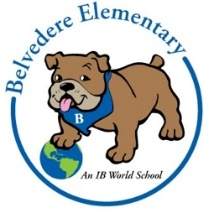 Belvedere Elementary
B
An IB World School